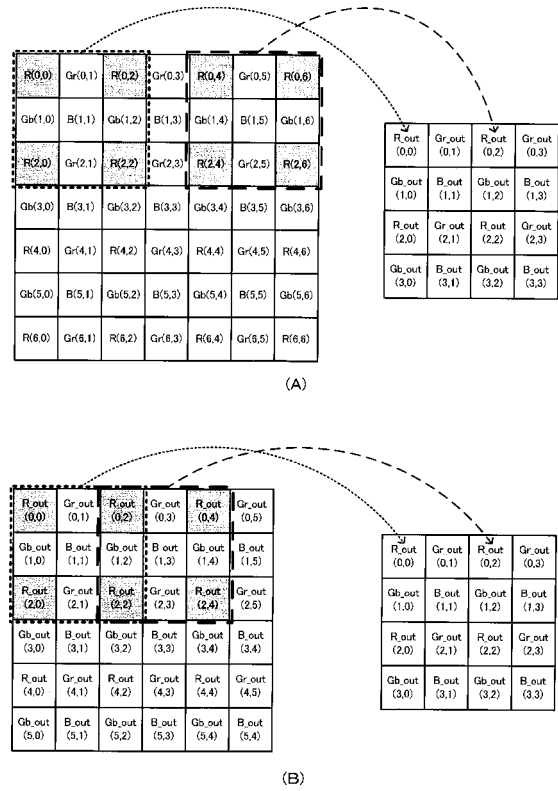 R(0,0) Gr(0,1) R(0,2) Gr(0,3) R(0,4) Gr(0,5) R(0,6)
Gb(1,0) B(1,1) Gb(1,2) B(1,3) Gb(1,4) B(1,5) Gb(1,6)
R(2,0) Gr(2,1) R(2,2) Gr(2,3) R(2,4) Gr(2,5) R(2,6)
Gb(3,0) B(3,1) Gb(3,2) B(3,3) Gb(3,4) B(3,5) Gb(3,6)
R(4,0) Gr(4,1) R(4,2) Gr(4,3) R(4,4) Gr(4,5) R(4,6)
Gb(5,0) B(5,1) Gb(5,2) B(5,3) Gb(5,4) B(5,5) Gb(5,6)
R(6,0) Gr(6,1) R(6,2) Gr(6,3) R(6,4) Gr(6,5) R(6,6)
R_out Gr_out R_out Gr_out
(0,0) (0,1) (0,2) (0,3)
Gb_out B_out Gb_out B_out
(1,0) (1,1) (1,2) (1,3)
R_out Gr_out R_out Gr_out
(2,0) (2,1) (2,2) (2,3)
Gb_out B_out Gb_out B_out
(3,0) (3,1) (3,2) (3,3)
(A)
R_out Gr_out R_out Gr_out R_out Gr_out
(0,0) (0,1) (0,2) (0,3) (0,4) (0,5)
Gb_out B_out Gb_out B_out Gb_out B_out
(1,0) (1,1) (1,2) (1,3) (1,4) (1,5)
R_out Gr_out R_out Gr_out R_out Gr_out
(2,0) (2,1) (2,2) (2,3) (2,4) (2,5)
Gb_out B_out Gb_out B_out Gb_out B_out
(3,0) (3,1) (3,2) (3,3) (3,4) (3,4)
R_out Gr_out R_out Gr_out R_out Gr_out
(4,0) (4,1) (4,2) (4,3) (4,4) (4,5)
Gb_out B_out Gb_out B_out Gb_out B_out
(5,0) (5,1) (5,2) (5,3) (5,4) (5,4)
R_out Gr_out R_out Gr_out
(0,0) (0,1) (0,2) (0,3)
Gb_out B_out Gb_out B_out
(1,0) (1,1) (1,2) (1,3)
R_out Gr_out R_out Gr_out
(2,0) (2,1) (2,2) (2,3)
Gb_out B_out Gb_out B_out
(3,0) (3,1) (3,2) (3,3)
(B)